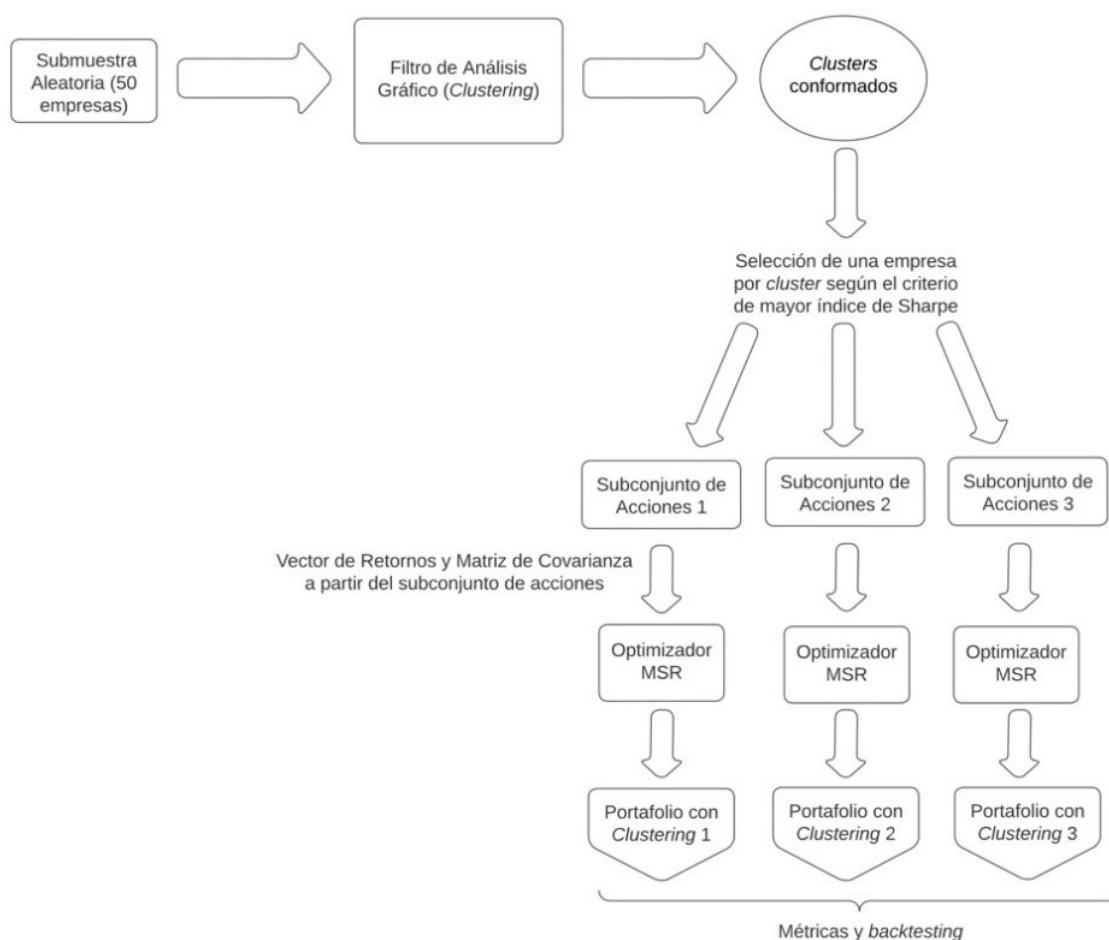 Submuestra
Aleatoria (50
empresas)
Filtro de Análisis
Gráfico (Clustering)
Clusters
conformados
Selección de una empresa
por cluster según el criterio
de mayor índice de Sharpe
Subconjunto de
Acciones 1
Subconjunto de
Acciones 2
Subconjunto de
Acciones 3
Vector de Retornos y Matriz de Covarianza
a partir del subconjunto de acciones
Optimizador
MSR
Optimizador
MSR
Optimizador
MSR
Portafolio con
Clustering 1
Portafolio con
Clustering 2
Portafolio con
Clustering 3
Métricas y backtesting